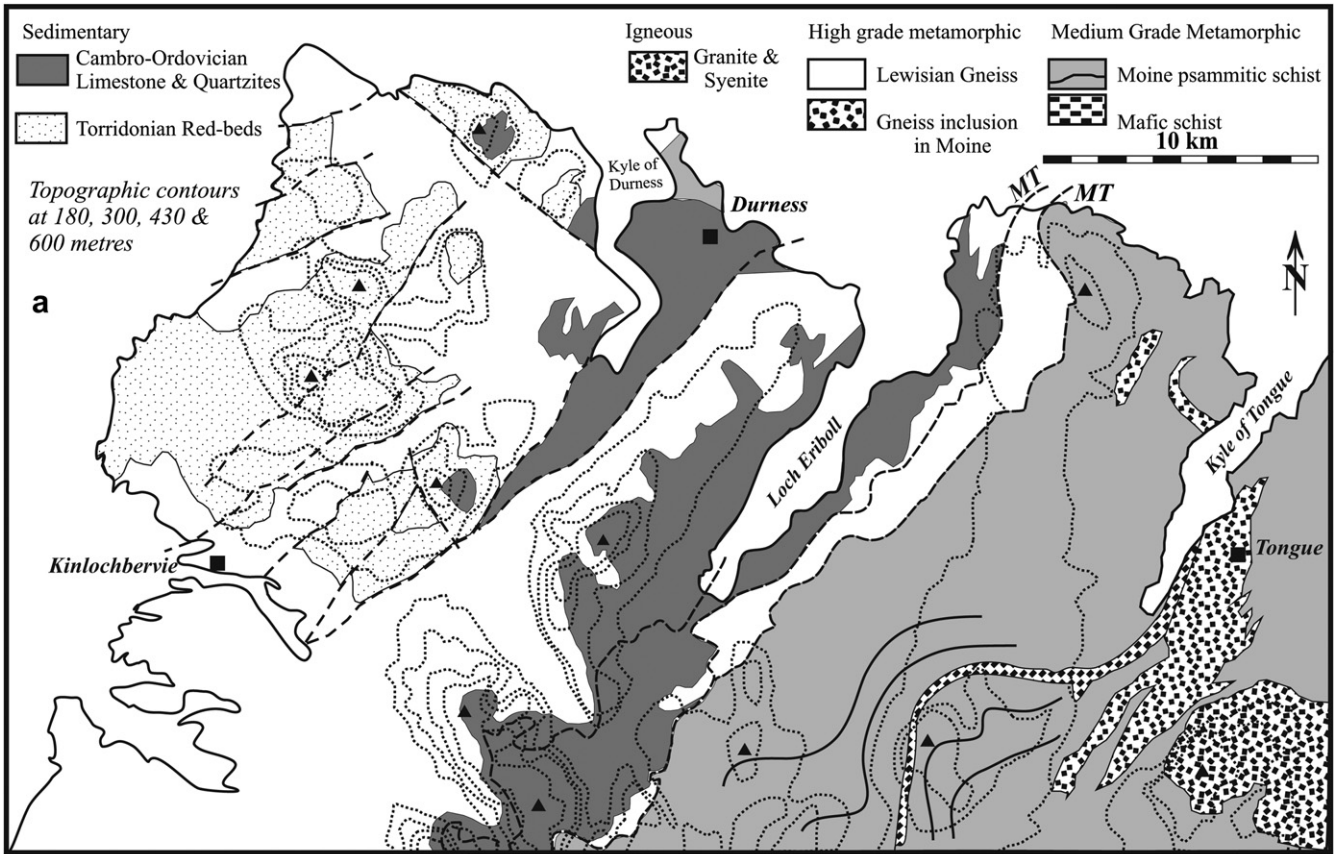 Sedimentary
Cambro-Ordovician
Limestone & Quartzites
Torridonian Red-beds
Topographic contours
at 180, 300, 430 &
600 metres
a
Igneous
Granite &
Syenite
High grade metamorphic
Lewisian Gneiss
Gneiss inclusion
in Moine
Medium Grade Metamorphic
Moine psammitic schist
Mafic schist
10 km
Kyle of
Durness
Durness
MT
MT
N
Loch Eriboll
Kyle of Tongue
Kinlochbervie
Tongue